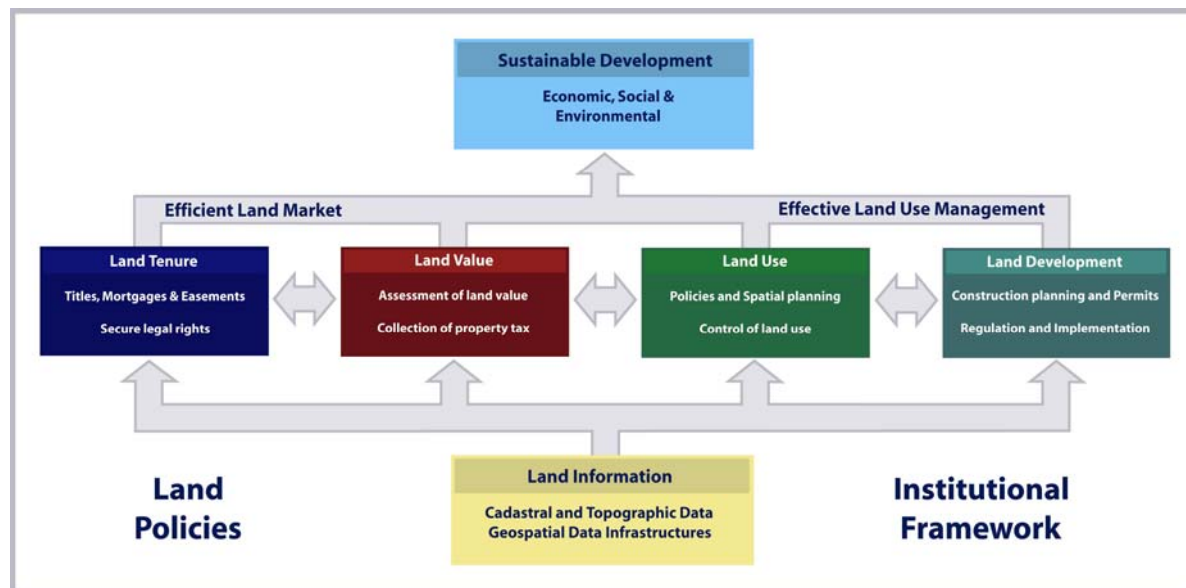 Sustainable Development
Economic, Social &
Environmental
Efficient Land Market
Effective Land Use Management
Land Tenure
Titles, Mortgages & Easements
Secure legal rights
Land Value
Assessment of land value
Collection of property tax
Land Use
Policies and Spatial planning
Control of land use
Land Development
Construction planning and Permits
Regulation and Implementation
Land
Policies
Land Information
Cadastral and Topographic Data
Geospatial Data Infrastructures
Institutional
Framework